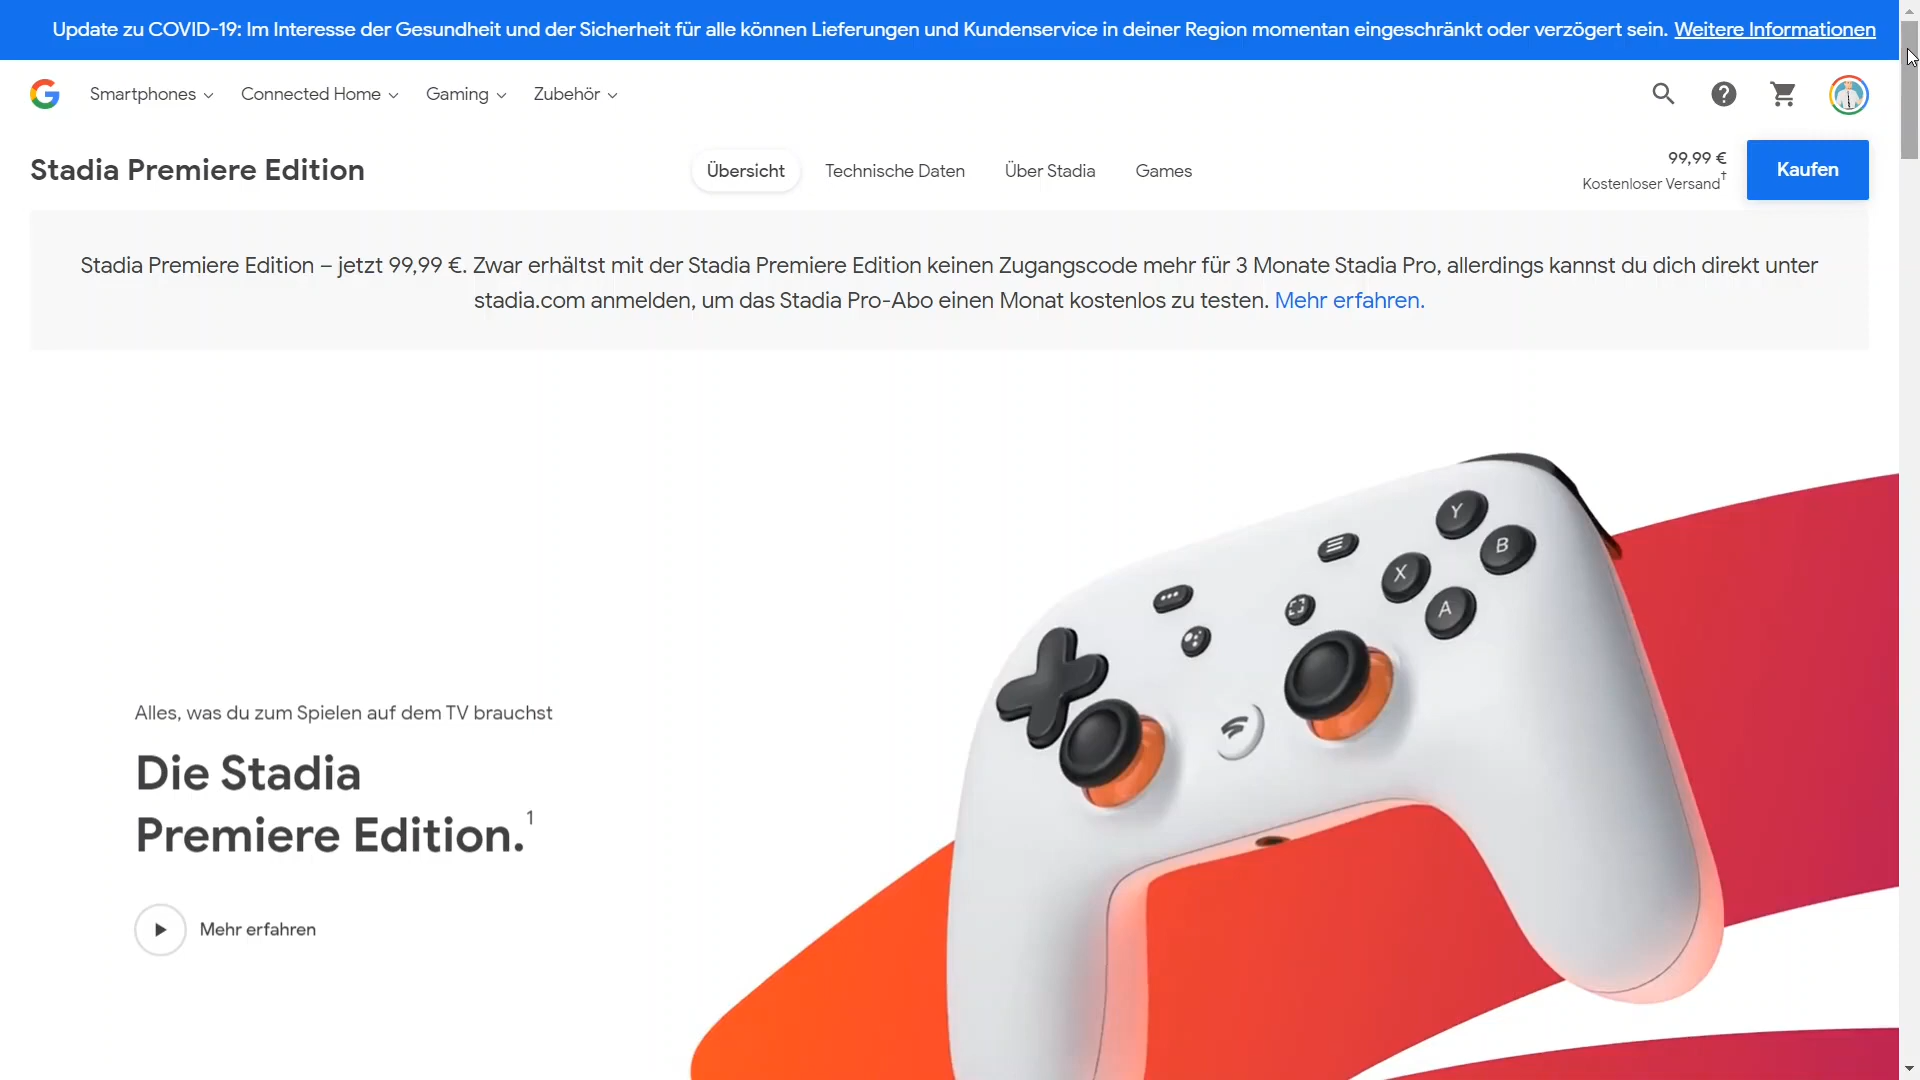 Update zu COVID-19: Im Interesse der Gesundheit und der Sicherheit für alle können Lieferungen und Kundenservice in deiner Region momentan eingeschränkt oder verzögert sein. Weitere Informationen
Smartphones Connected Home Gaming Zubehör
?
Stadia Premiere Edition
Übersicht Technische Daten Über Stadia Games
99,99 €
Kostenloser Versand†
Kaufen
Stadia Premiere Edition – jetzt 99,99 €. Zwar erhältst mit der Stadia Premiere Edition keinen Zugangscode mehr für 3 Monate Stadia Pro, allerdings kannst du dich direkt unter
stadia.com anmelden, um das Stadia Pro-Abo einen Monat kostenlos zu testen. Mehr erfahren.
Y
B
X
A
Alles, was du zum Spielen auf dem TV brauchst
Die Stadia
Premiere Edition.1
Mehr erfahren